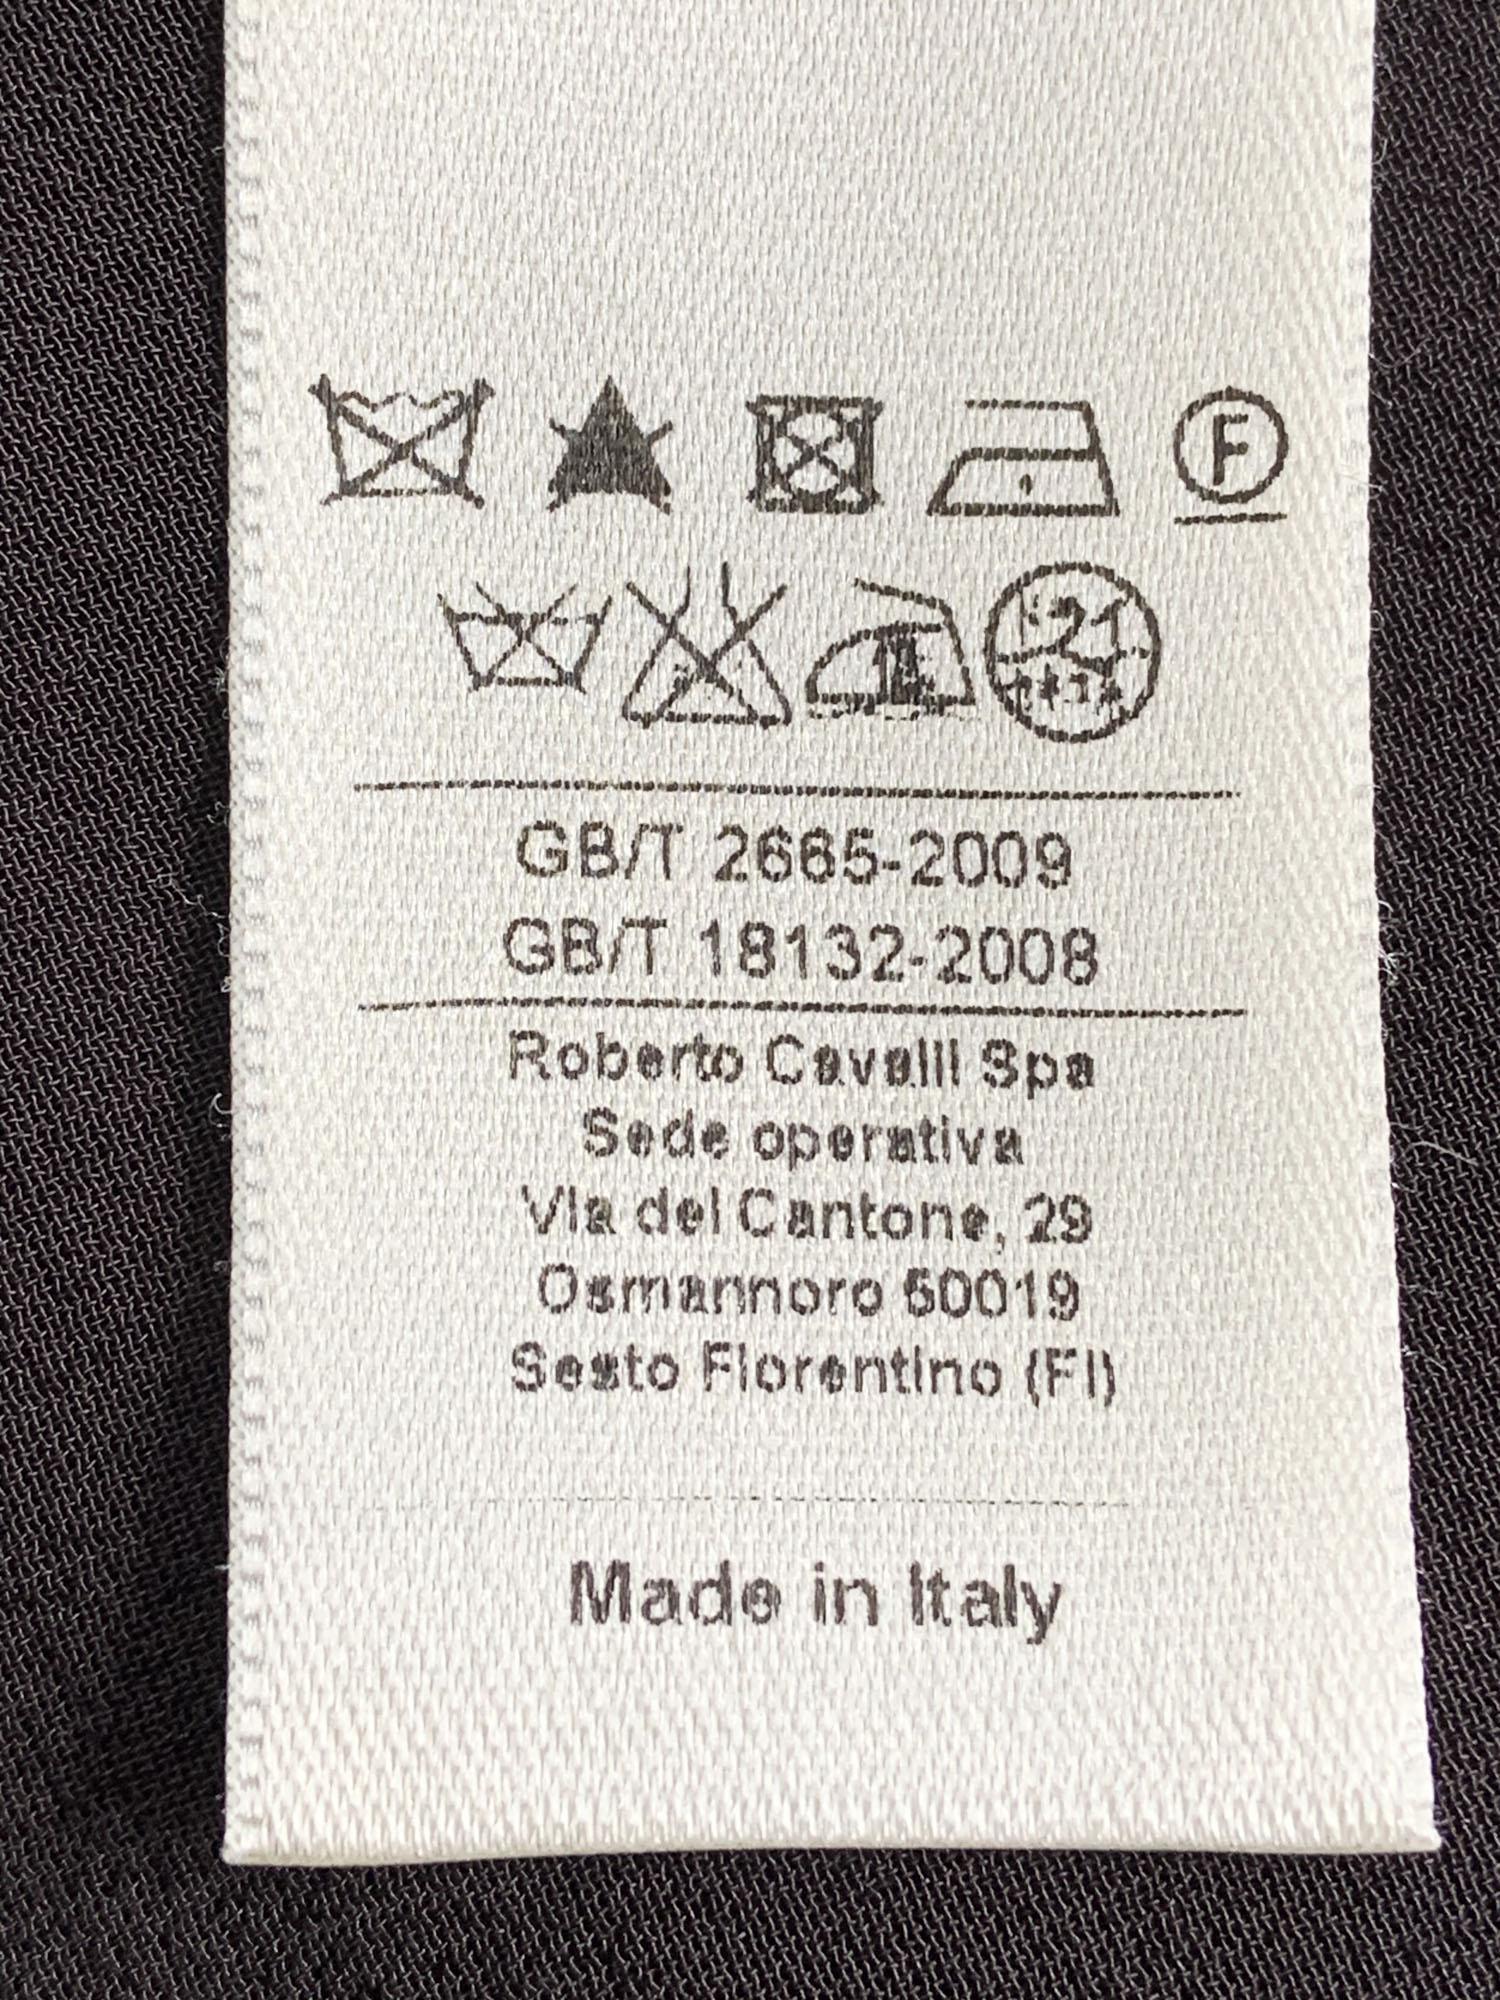 F
GB/T 2665-2009
GB/T 18132-2008
Roberto Cavalli Spa
Sede operativa
Via del Cantone, 29
Osmannoro 50019
Sesto Fiorentino (FI)
Made in Italy